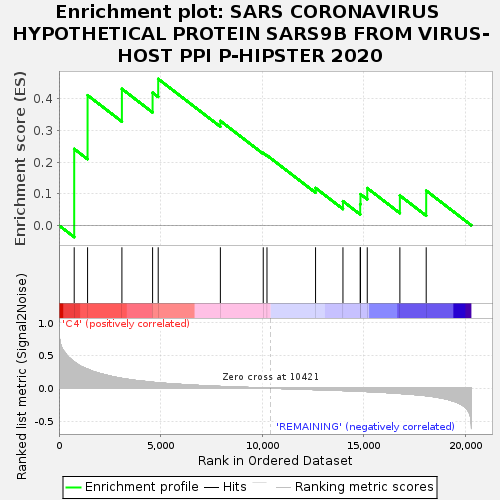 Enrichment plot: SARS CORONAVIRUS
HYPOTHETICAL PROTEIN SARS9B FROM VIRUS-
HOST PPI P-HIPSTER 2020
Enrichment score (ES)
0.4
0.3
0.2
0.1
0.0
Ranked list metric (Signal2Noise)
1.0
0.5
0.0
-0.5
'C4' (positively correlated)
Zero cross at 10421
'REMAINING' (negatively correlated)
0
5,000
10,000
15,000
20,000
Rank in Ordered Dataset
Enrichment profile
Hits
Ranking metric scores